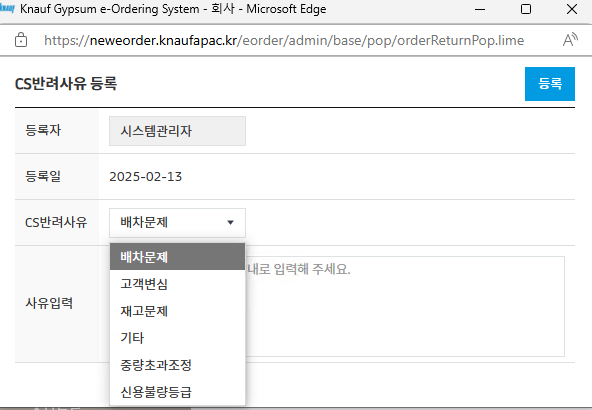 knauf Knauf Gypsum e-Ordering System - 회사 - Microsoft Edge
https://neweorder.knaufapac.kr/eorder/admin/base/pop/orderReturnPop.lime
CS반려사유 등록
등록
등록자
시스템관리자
등록일
2025-02-13
CS반려사유
배차문제
배차문제
고객변심
재고문제
기타
중량초과조정
신용불량등급
사유입력
내로 입력해 주세요.